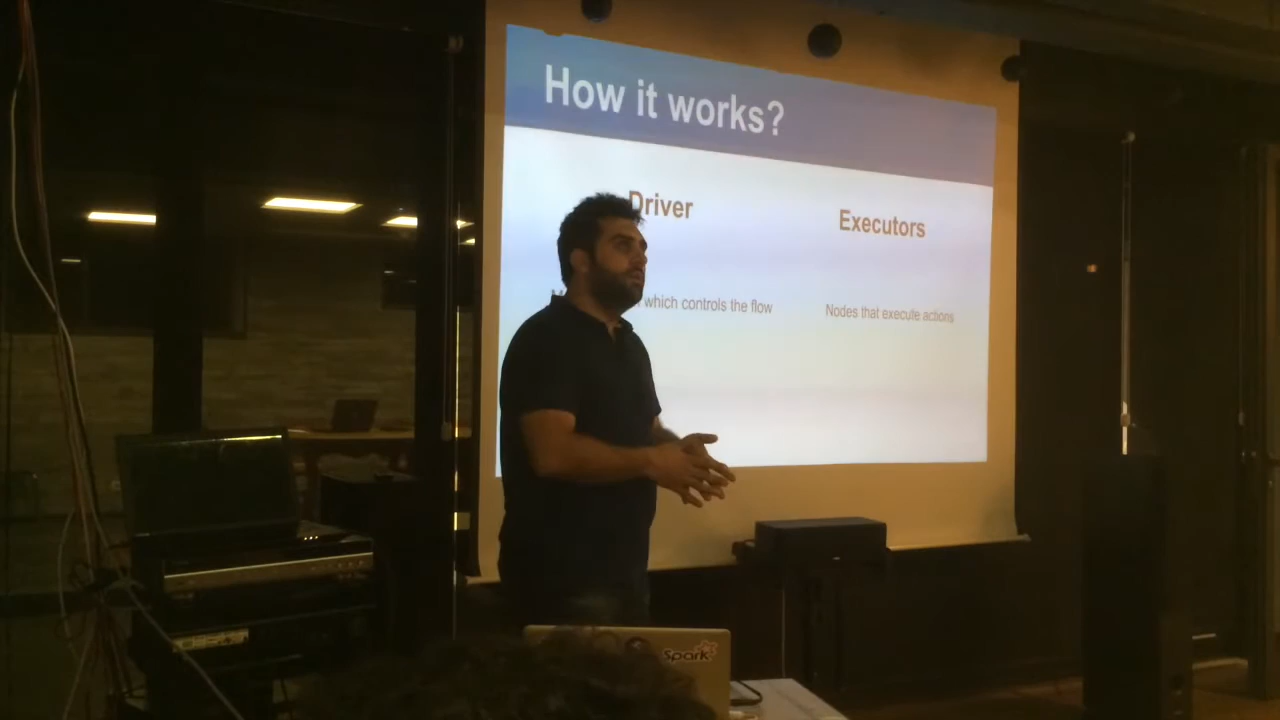 How it works?
Driver
Executors
which controls the flow
Nodes that execute actions
Spark